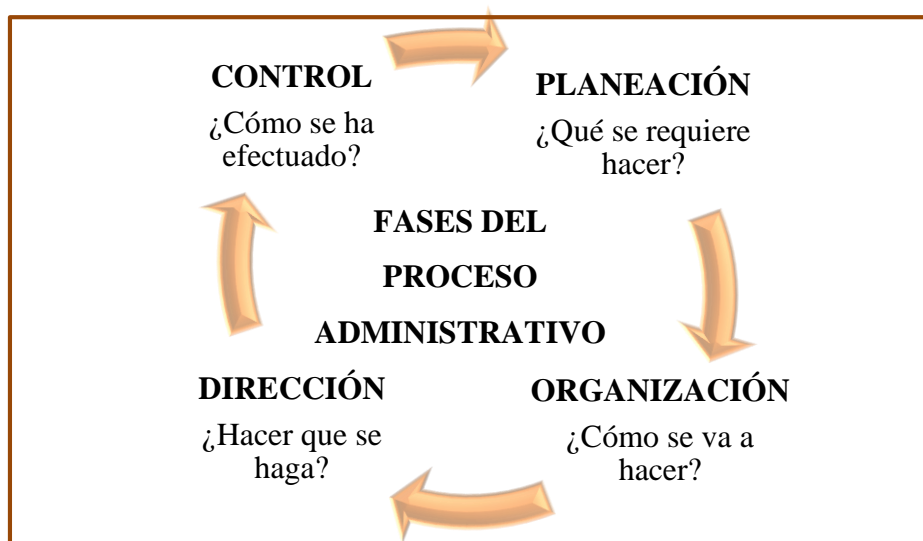 CONTROL
¿Cómo se ha
efectuado?
PLANEACIÓN
¿Qué se requiere
hacer?
FASES DEL
PROCESO
ADMINISTRATIVO
DIRECCIÓN
¿Hacer que se
haga?
ORGANIZACIÓN
¿Cómo se va a
hacer?